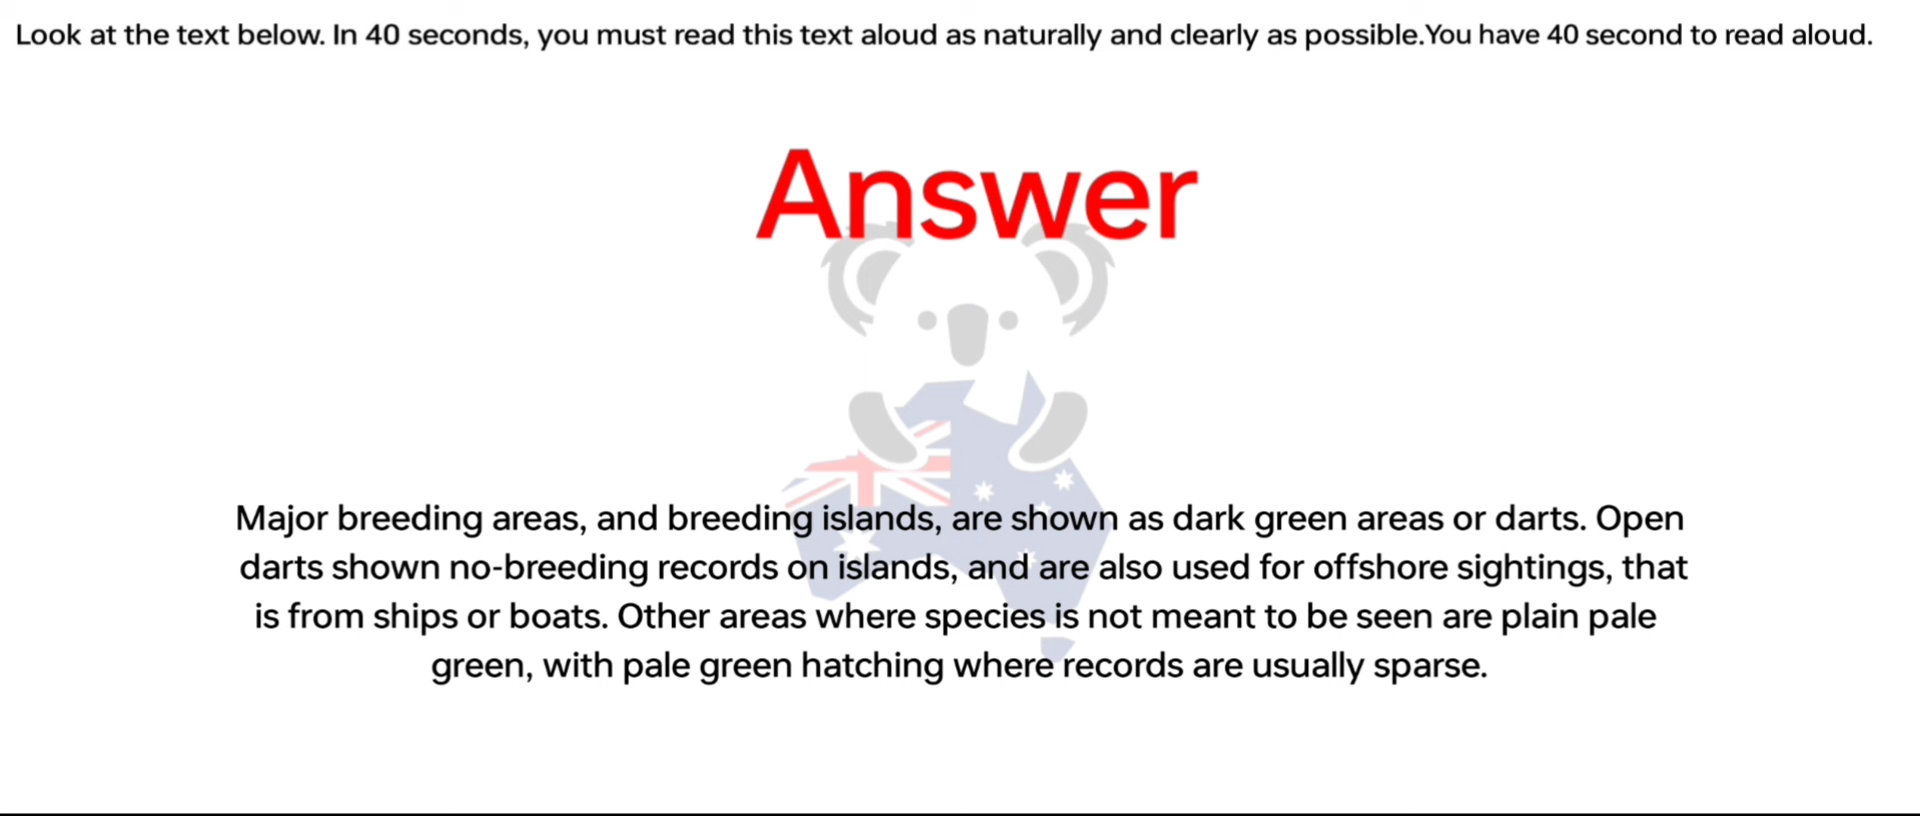 Look at the text below. In 40 seconds, you must read this text aloud as naturally and clearly as possible.You have 40 second to read aloud.
Answer
Major breeding areas, and breeding islands, are shown as dark green areas or darts. Open
darts shown no-breeding records on islands, and are also used for offshore sightings, that
is from ships or boats. Other areas where species is not meant to be seen are plain pale
green, with pale green hatching where records are usually sparse.